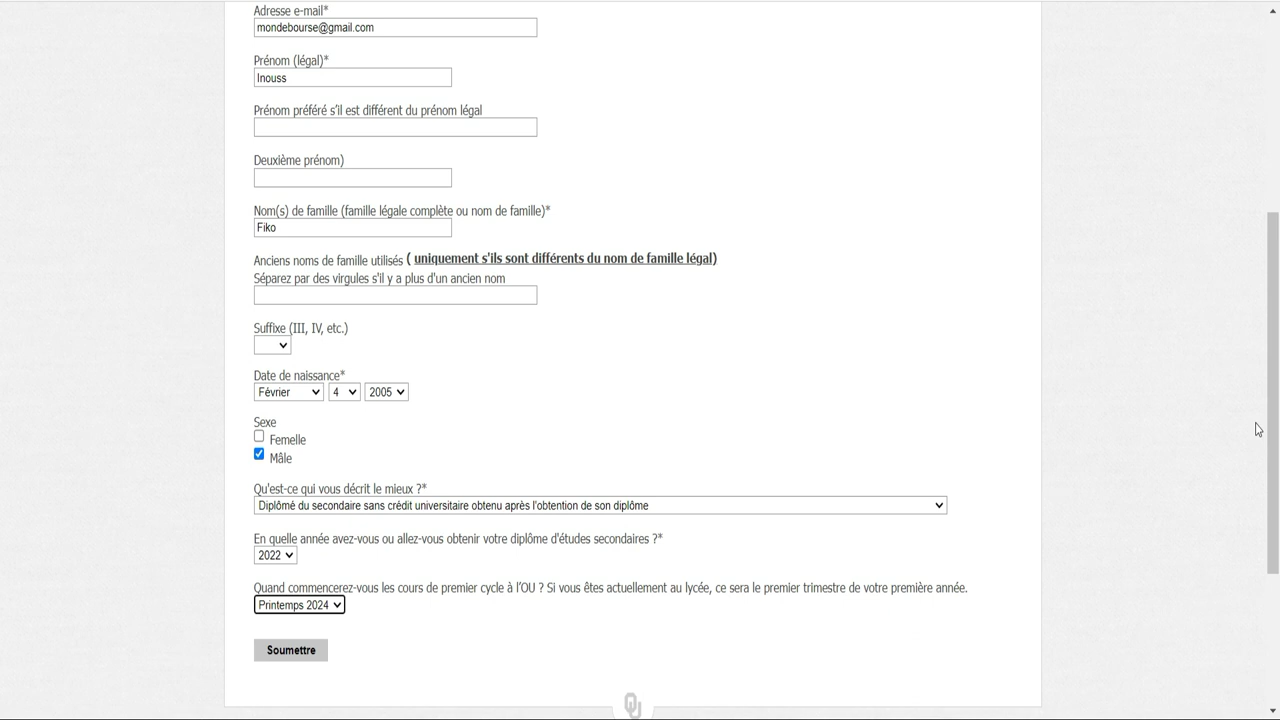 Adresse e-mail*
mondebourse@gmail.com
Prénom (légal)*
Inouss
Prénom préféré s'il est différent du prénom légal
Deuxième prénom)
Nom(s) de famille (famille légale complète ou nom de famille)*
Fiko
Anciens noms de famille utilisés ( uniquement s'ils sont différents du nom de famille légal)
Séparez par des virgules s'il y a plus d'un ancien nom
Suffixe (III, IV, etc.)
Date de naissance*
Février 4 2005
Sexe
Femelle
Mâle
Qu'est-ce qui vous décrit le mieux ?*
Diplômé du secondaire sans crédit universitaire obtenu après l'obtention de son diplôme
En quelle année avez-vous ou allez-vous obtenir votre diplôme d'études secondaires ?*
2022
Quand commencerez-vous les cours de premier cycle à l'OU ? Si vous êtes actuellement au lycée, ce sera le premier trimestre de votre première année.
Printemps 2024
Soumettre
OU